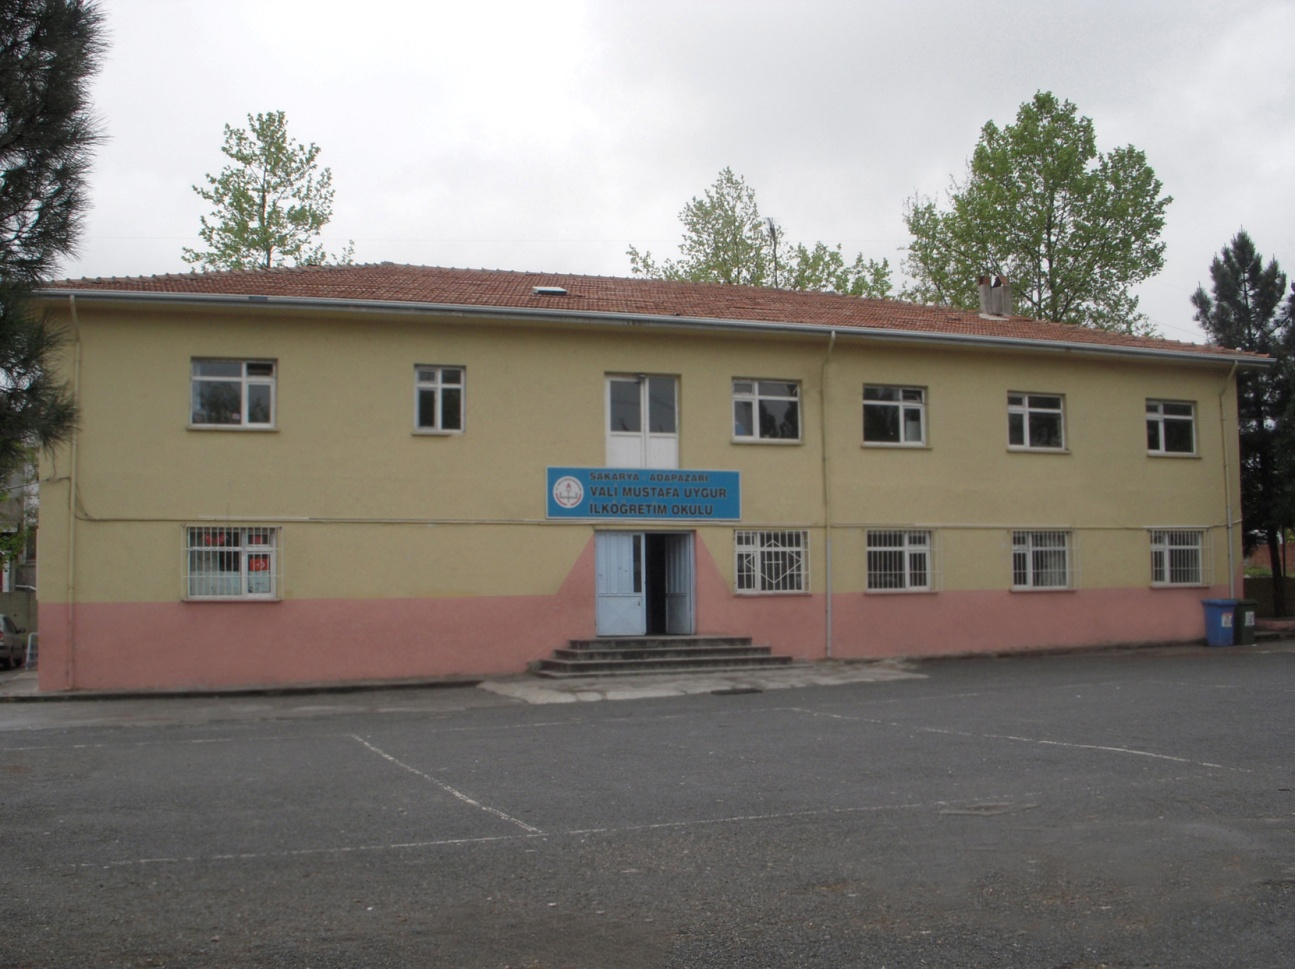 SAKARYA ADAPAZARI
VALİ MUSTAFA UYGUR
İLKÖĞRETİM OKULU